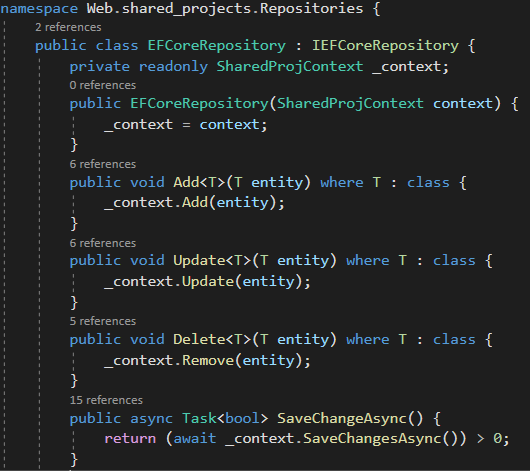 namespace Web.shared_projects.Repositories {
2 references
public class EFCoreRepository : IEFCoreRepository {
private readonly SharedProjContext _context;
0 references
public EFCoreRepository(SharedProjContext context) {
_context = context;
}
6 references
public void Add<T>(T entity) where T : class {
_context.Add(entity);
}
6 references
public void Update<T>(T entity) where T : class {
_context.Update(entity);
}
5 references
public void Delete<T>(T entity) where T : class {
_context.Remove(entity);
}
15 references
public async Task<bool> SaveChangeAsync() {
return (await _context.SaveChangesAsync()) > 0;
}